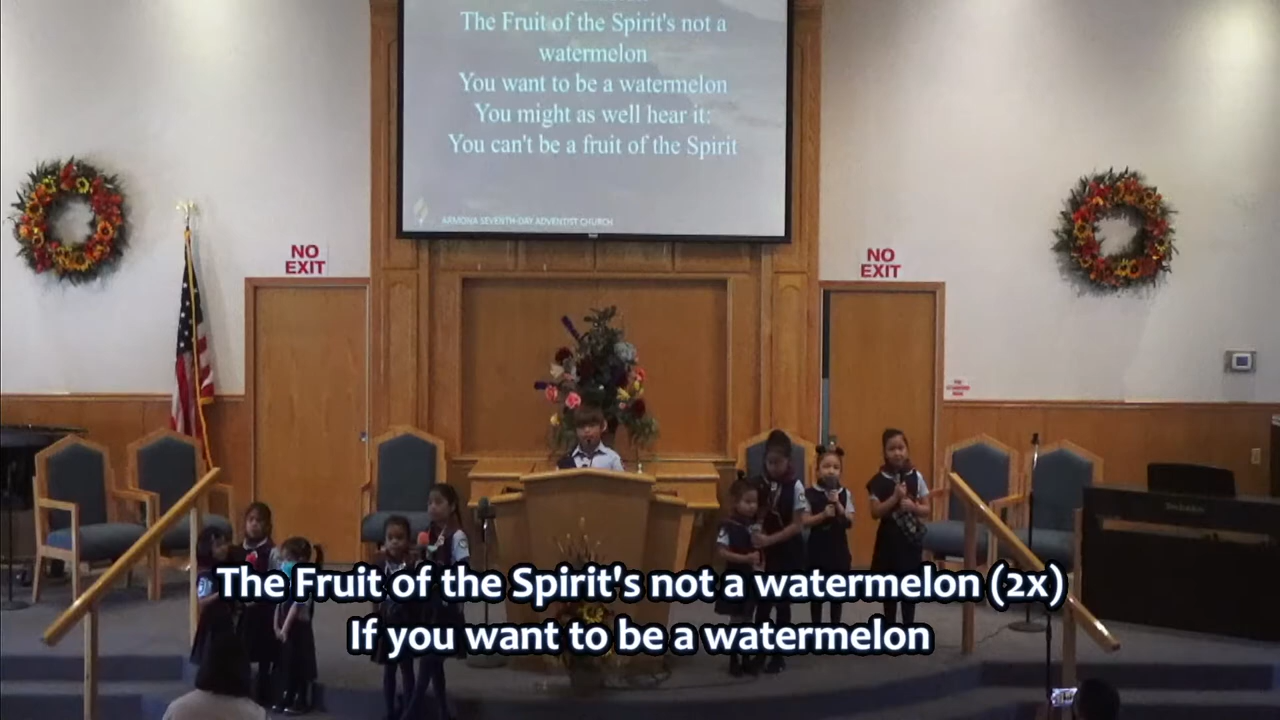 The Fruit of the Spirit's not a
watermelon
You want to be a watermelon
You might as well hear it:
You can't be a fruit of the Spirit
ARMONA SEVENTH-DAY ADVENTIST CHURCH
NO
EXIT
NO
EXIT
The Fruit of the Spirit's not a watermelon (2x)
If you want to be a watermelon